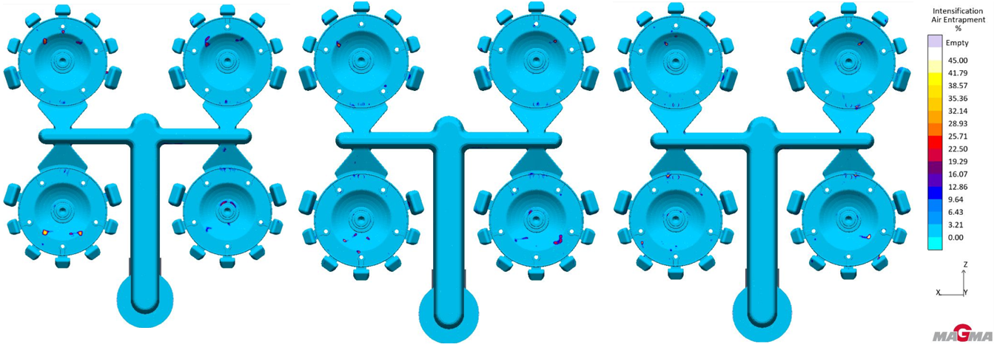 Intensification
Air Entrapment
%
Empty
45.00
41.79
38.57
35.36
32.14
28.93
25.71
22.50
19.29
16.07
12.86
9.64
6.43
3.21
0.00
Z
X
Y
MAGMA